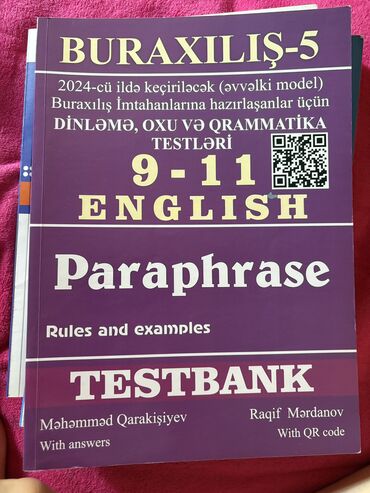 BURAXILIŞ-5
2024-cü ildə keçiriləcək (əvvəlki model)
Buraxılış İmtahanlarına hazırlaşanlar üçün
DİNLƏMƏ, OXU VƏ QRAMMATİKA
TESTLƏRİ
9 - 11
ENGLISH
Paraphrase
Rules and examples
TESTBANK
Məhəmməd Qarakişiyev
With answers
Raqif Mərdanov
With QR code